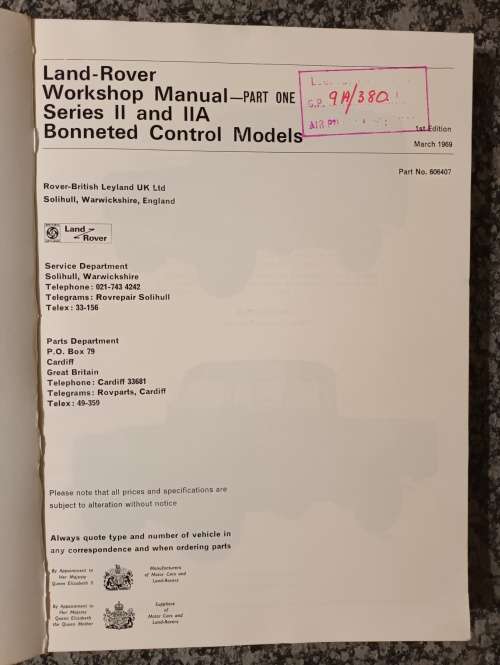 Land-Rover
Workshop Manual—PART ONE
Series II and IIA
Bonneted Control Models
9A/380
1st Edition
March 1969
Part No. 606407
Rover-British Leyland UK Ltd
Solihull, Warwickshire, England
Land
Rover
Service Department
Solihull, Warwickshire
Telephone: 021-743 4242
Telegrams: Rovrepair Solihull
Telex: 33-156
Parts Department
P.O. Box 79
Cardiff
Great Britain
Telephone: Cardiff 33681
Telegrams: Rovparts, Cardiff
Telex: 49-350
Please note that all prices and specifications are
subject to alteration without notice
Always quote type and number of vehicle in
any correspondence and when ordering parts
By Appointment to
Her Majesty
Queen Elizabeth II
Manufacturers
of Motor Cars and
Land-Rovers
By Appointment to
Her Majesty
Queen Elizabeth
the Queen Mother
Suppliers
of
Motor Cars and
Land-Rovers